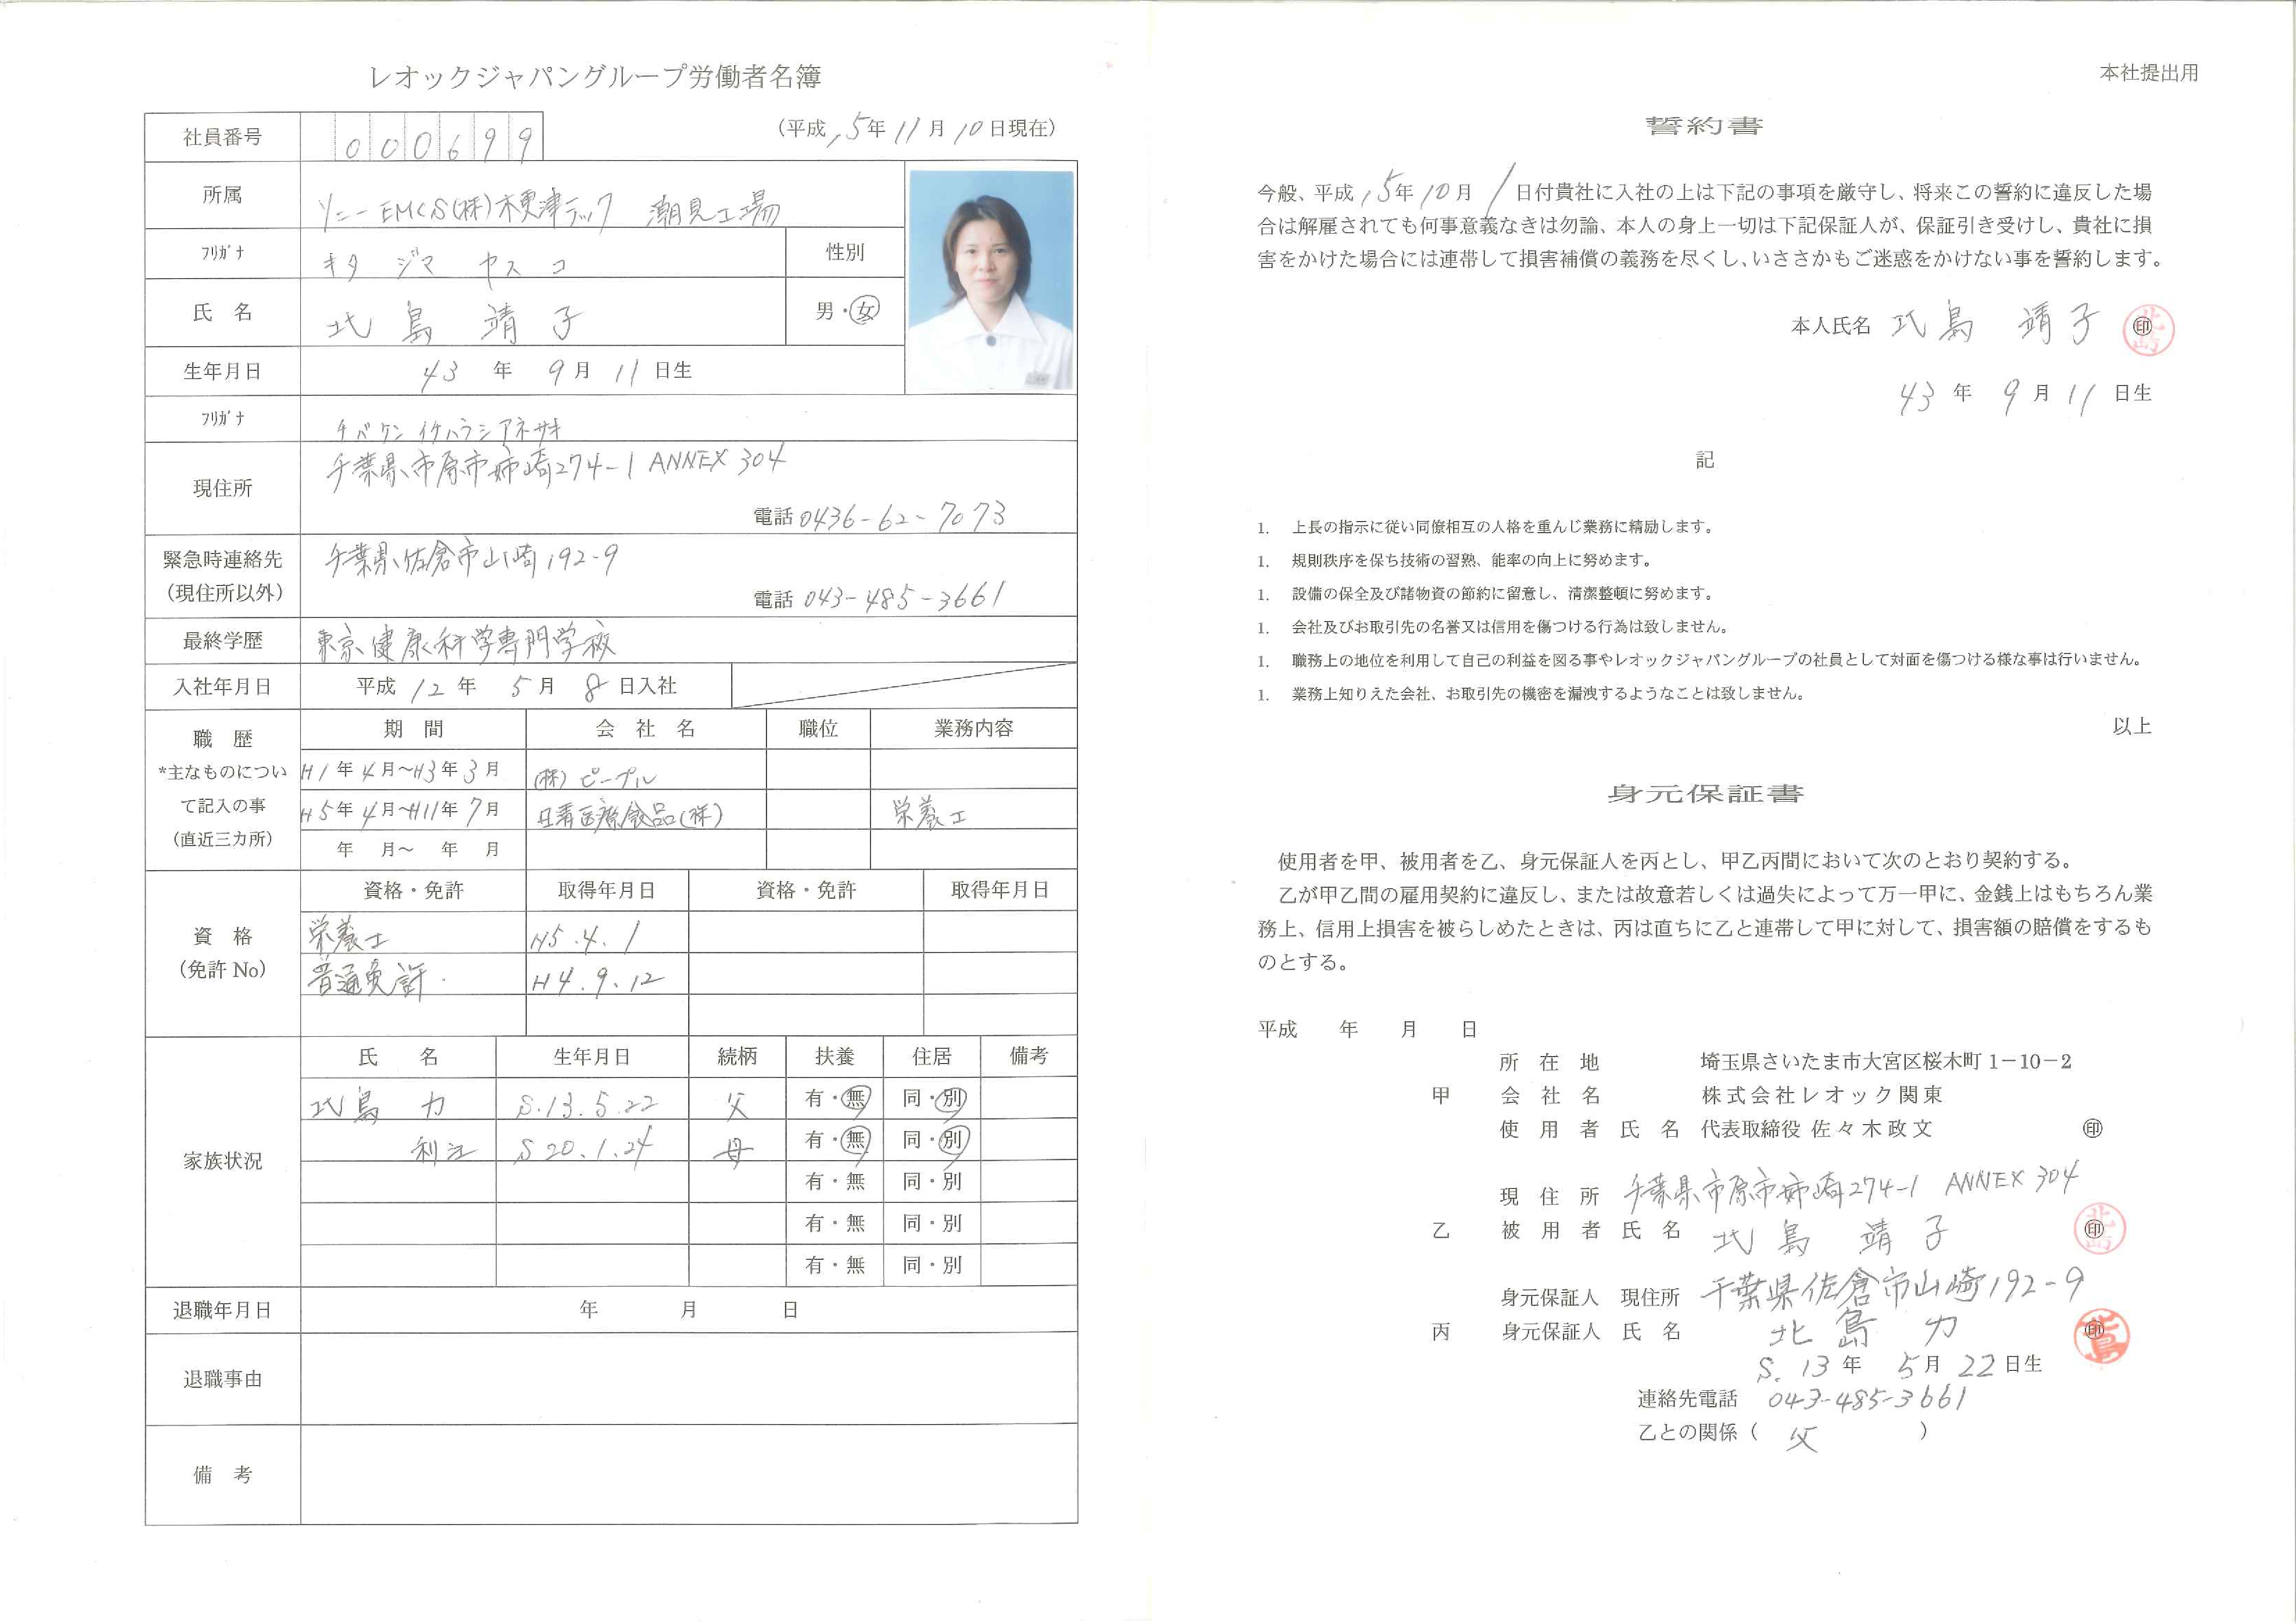 レオックジャパングループ労働者名簿
社員番号 000699 (平成15年11月10日現在)
所属 ソニーEMCS(株)木更津テック 潮見工場
フリガナ キタ ジマ ヤスコ 性別
氏 名 北島 靖子 男・女
生年月日 43 年 9月 11日生
フリガナ チバケン イチハラシアネサキ
現住所 千葉県市原市姉崎274-1 ANNEX 304
電話 0436-62-7073
緊急時連絡先 千葉県佐倉市山崎192-9
(現住所以外) 電話 043-485-3661
最終学歴 東京健康科学専門学校
入社年月日 平成 12 年 5月 8日入社
職 歴 期 間 会 社 名 職位 業務内容
*主なものについ H1年4月～H3年3月 (株)ピープル
て記入の事 H5年4月～H11年7月 日清医療食品(株) 栄養士
(直近三カ所) 年 月～ 年 月
資格・免許 取得年月日 資格・免許 取得年月日
資 格 栄養士 H5.4.1
(免許 No) 普通免許 H4.9.12
氏 名 生年月日 続柄 扶養 住居 備考
北島 力 S.13.5.22 父 有・無 同・別
利江 S20.1.24 母 有・無 同・別
家族状況 有・無 同・別
有・無 同・別
有・無 同・別
退職年月日 年 月 日
退職事由
備 考
本社提出用
誓約書
今般、平成15年10月1日付貴社に入社の上は下記の事項を厳守し、将来この誓約に違反した場
合は解雇されても何事意義なきは勿論、本人の身上一切は下記保証人が、保証引き受けし、貴社に損
害をかけた場合には連帯して損害補償の義務を尽くし、いささかもご迷惑をかけない事を誓約します。
本人氏名 北島 靖子 印
43 年 9月 11日生
記
1. 上長の指示に従い同僚相互の人格を重んじ業務に精励します。
1. 規則秩序を保ち技術の習熟、能率の向上に努めます。
1. 設備の保全及び諸物資の節約に留意し、清潔整頓に努めます。
1. 会社及びお取引先の名誉又は信用を傷つける行為は致しません。
1. 職務上の地位を利用して自己の利益を図る事やレオックジャパングループの社員として対面を傷つける様な事は行いません。
1. 業務上知りえた会社、お取引先の機密を漏洩するようなことは致しません。
以上
身元保証書
使用者を甲、被用者を乙、身元保証人を丙とし、甲乙丙間において次のとおり契約する。
乙が甲乙間の雇用契約に違反し、または故意若しくは過失によって万一甲に、金銭上はもちろん業
務上、信用上損害を被らしめたときは、丙は直ちに乙と連帯して甲に対して、損害額の賠償をするも
のとする。
平成 年 月 日
所 在 地 埼玉県さいたま市大宮区桜木町1-10-2
甲 会 社 名 株式会社レオック関東
使 用 者 氏 名 代表取締役 佐々木政文 印
現 住 所 千葉県市原市姉崎274-1 ANNEX 304
乙 被 用 者 氏 名 北島 靖子 印
身元保証人 現住所 千葉県佐倉市山崎192-9
丙 身元保証人 氏 名 北島 力 印
S.13年 5月 22日生
連絡先電話 043-485-3661
乙との関係( 父 )